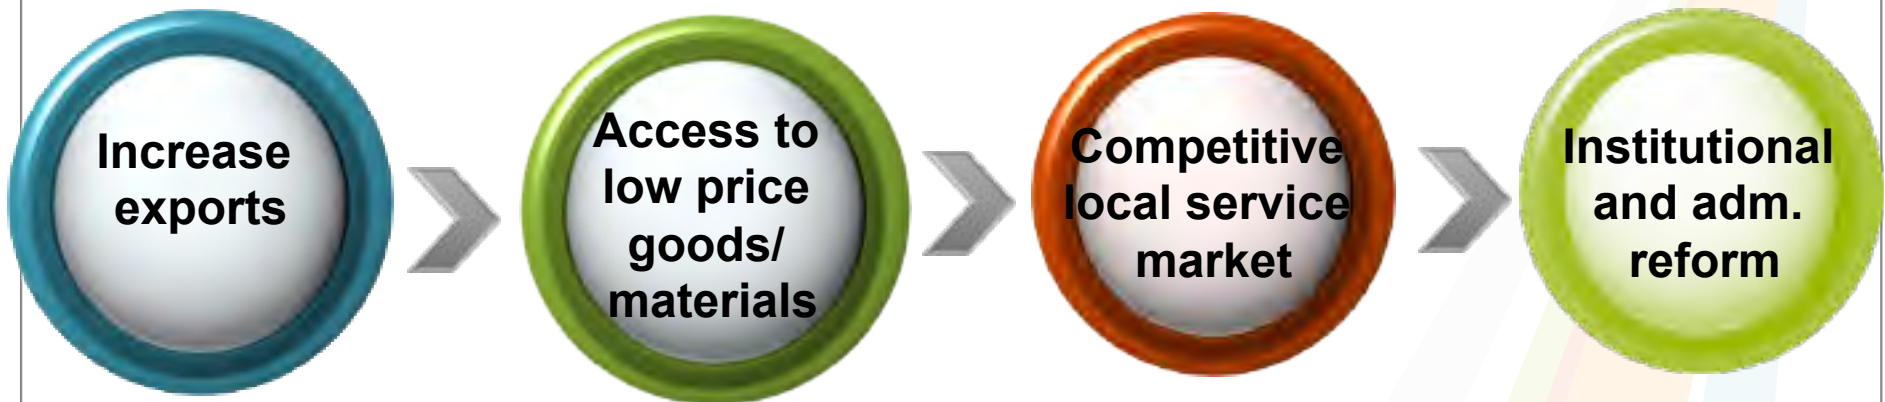 Increase
exports
Access to
low price
goods/
materials
Competitive
local service
market
Institutional
and adm.
reform